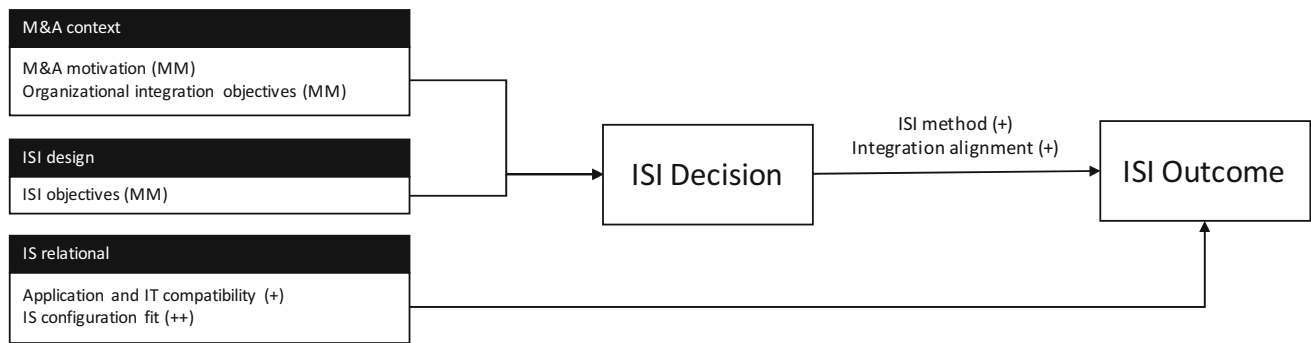 M&A context
M&A motivation (MM)
Organizational integration objectives (MM)
ISI design
ISI objectives (MM)
IS relational
Application and IT compatibility (+)
IS configuration fit (++)
ISI Decision
ISI method (+)
Integration alignment (+)
ISI Outcome